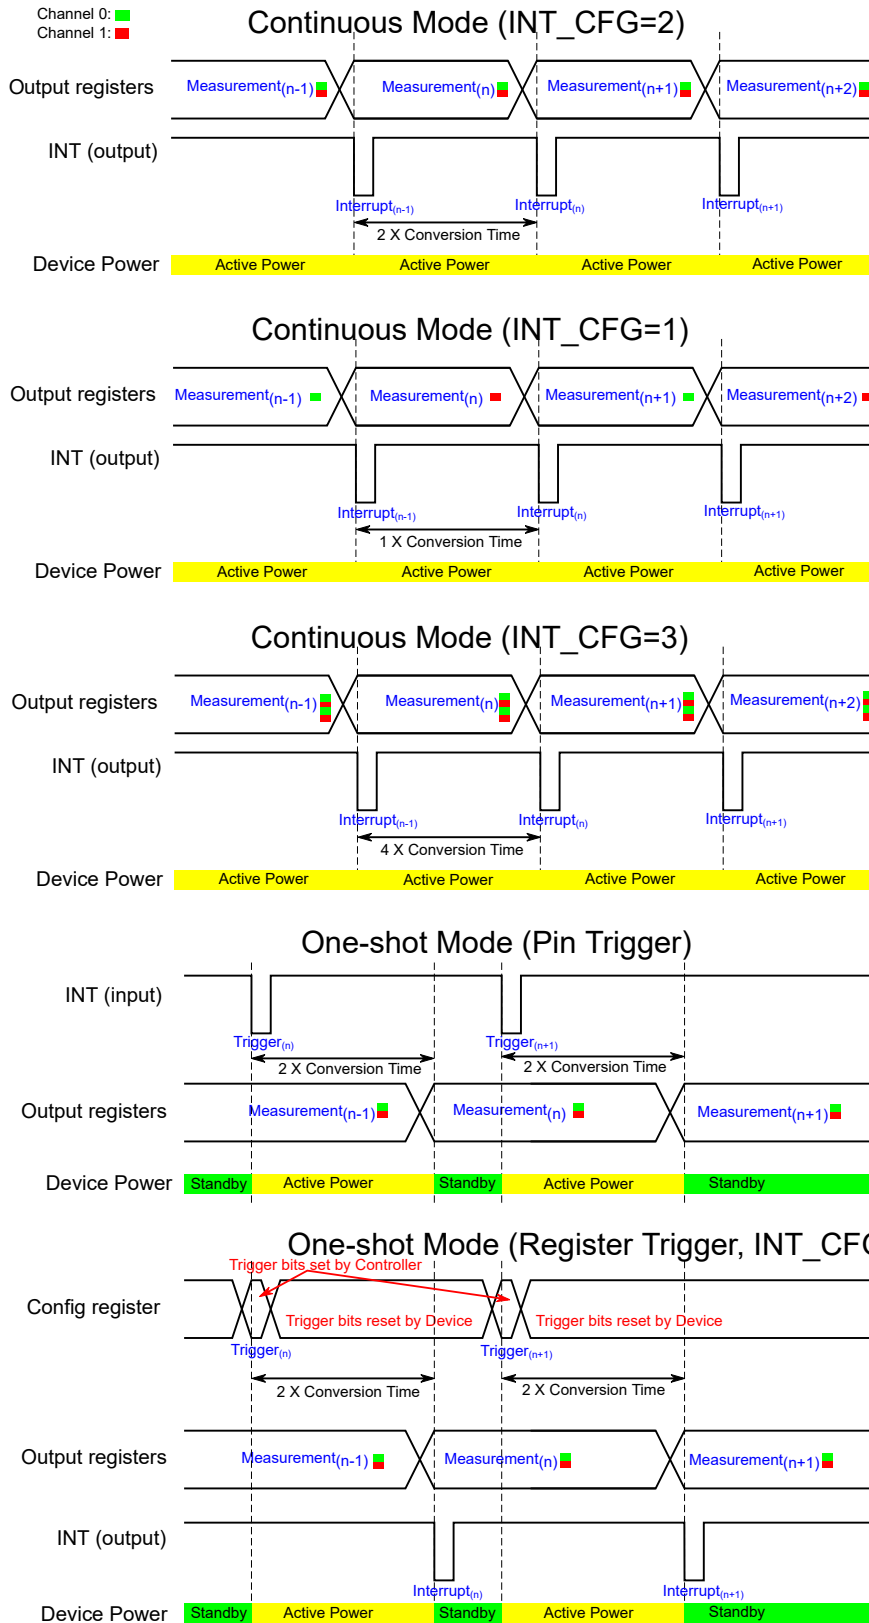 Channel 0:
Channel 1:
Continuous Mode (INT_CFG=2)
Output registers
Measurement(n-1)
Measurement(n)
Measurement(n+1)
Measurement(n+2)
INT (output)
Interrupt(n-1)
Interrupt(n)
Interrupt(n+1)
2 X Conversion Time
Device Power
Active Power
Active Power
Active Power
Active Power
Continuous Mode (INT_CFG=1)
Output registers
Measurement(n-1)
Measurement(n)
Measurement(n+1)
Measurement(n+2)
INT (output)
Interrupt(n-1)
Interrupt(n)
Interrupt(n+1)
1 X Conversion Time
Device Power
Active Power
Active Power
Active Power
Active Power
Continuous Mode (INT_CFG=3)
Output registers
Measurement(n-1)
Measurement(n)
Measurement(n+1)
Measurement(n+2)
INT (output)
Interrupt(n-1)
Interrupt(n)
Interrupt(n+1)
4 X Conversion Time
Device Power
Active Power
Active Power
Active Power
Active Power
One-shot Mode (Pin Trigger)
INT (input)
Trigger(n)
Trigger(n+1)
2 X Conversion Time
2 X Conversion Time
Output registers
Measurement(n-1)
Measurement(n)
Measurement(n+1)
Device Power
Standby
Active Power
Standby
Active Power
Standby
One-shot Mode (Register Trigger, INT_CFG
Trigger bits set by Controller
Config register
Trigger bits reset by Device
Trigger bits reset by Device
Trigger(n)
Trigger(n+1)
2 X Conversion Time
2 X Conversion Time
Output registers
Measurement(n-1)
Measurement(n)
Measurement(n+1)
INT (output)
Interrupt(n)
Interrupt(n+1)
Device Power
Standby
Active Power
Standby
Active Power
Standby